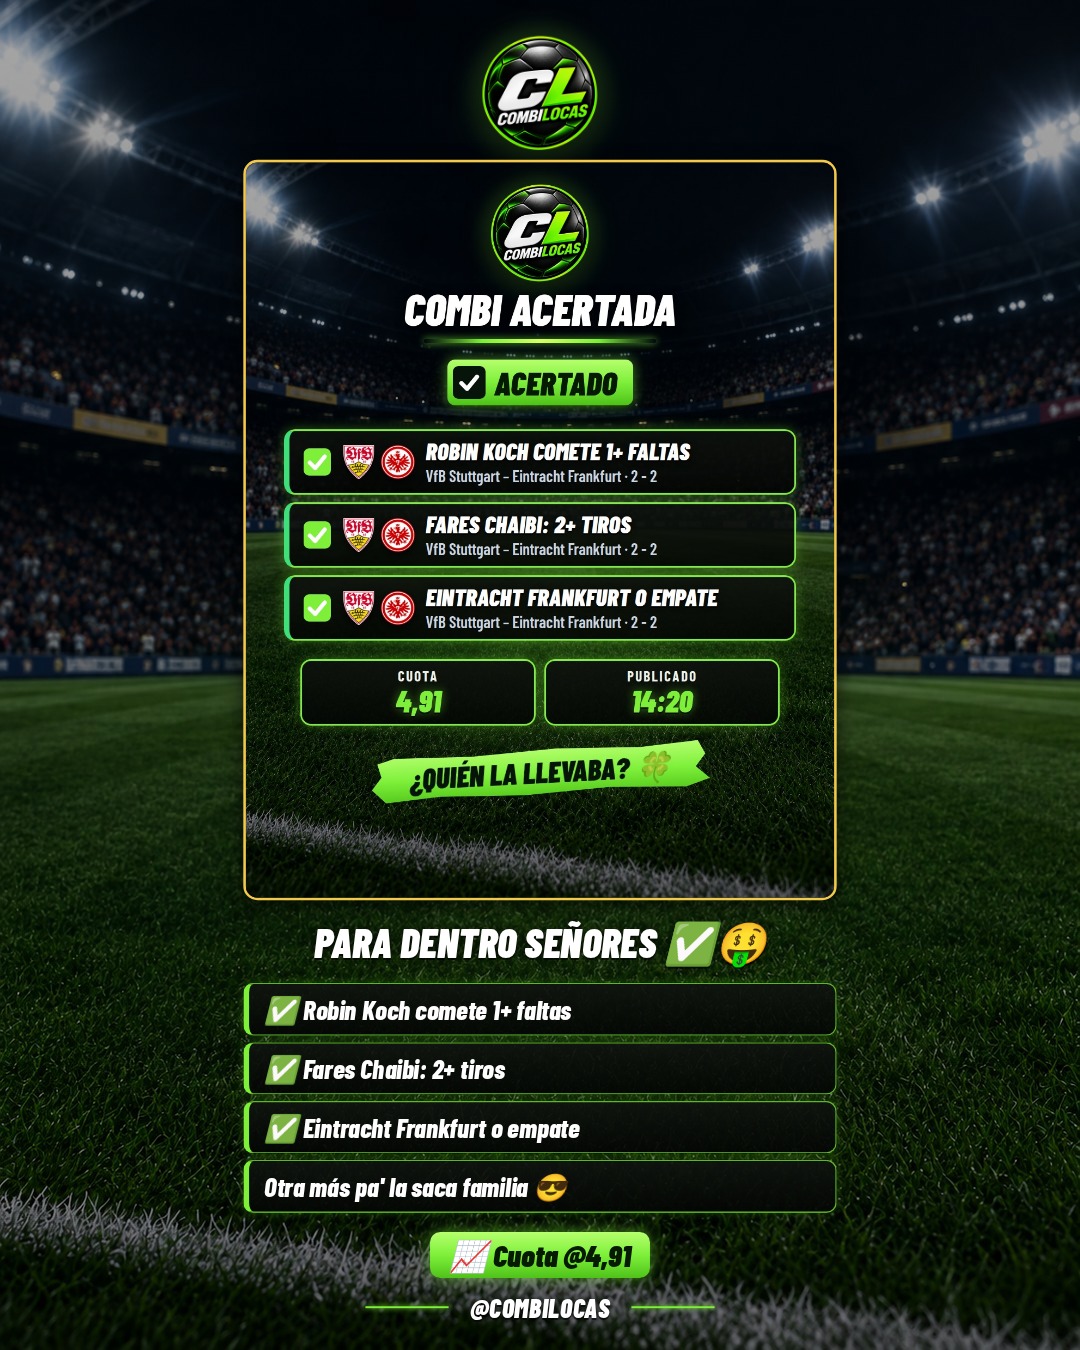 CL
COMBILOCAS
CL
COMBILOCAS
COMBI ACERTADA
✅ ACERTADO
✅ ROBIN KOCH COMETE 1+ FALTAS
VfB Stuttgart – Eintracht Frankfurt · 2 - 2
✅ FARES CHAIBI: 2+ TIROS
VfB Stuttgart – Eintracht Frankfurt · 2 - 2
✅ EINTRACHT FRANKFURT O EMPATE
VfB Stuttgart – Eintracht Frankfurt · 2 - 2
CUOTA
4,91
PUBLICADO
14:20
¿QUIÉN LA LLEVABA? 🍀
PARA DENTRO SEÑORES ✅🤑
✅ Robin Koch comete 1+ faltas
✅ Fares Chaibi: 2+ tiros
✅ Eintracht Frankfurt o empate
Otra más pa' la saca familia 😎
📈 Cuota @4,91
@COMBILOCAS